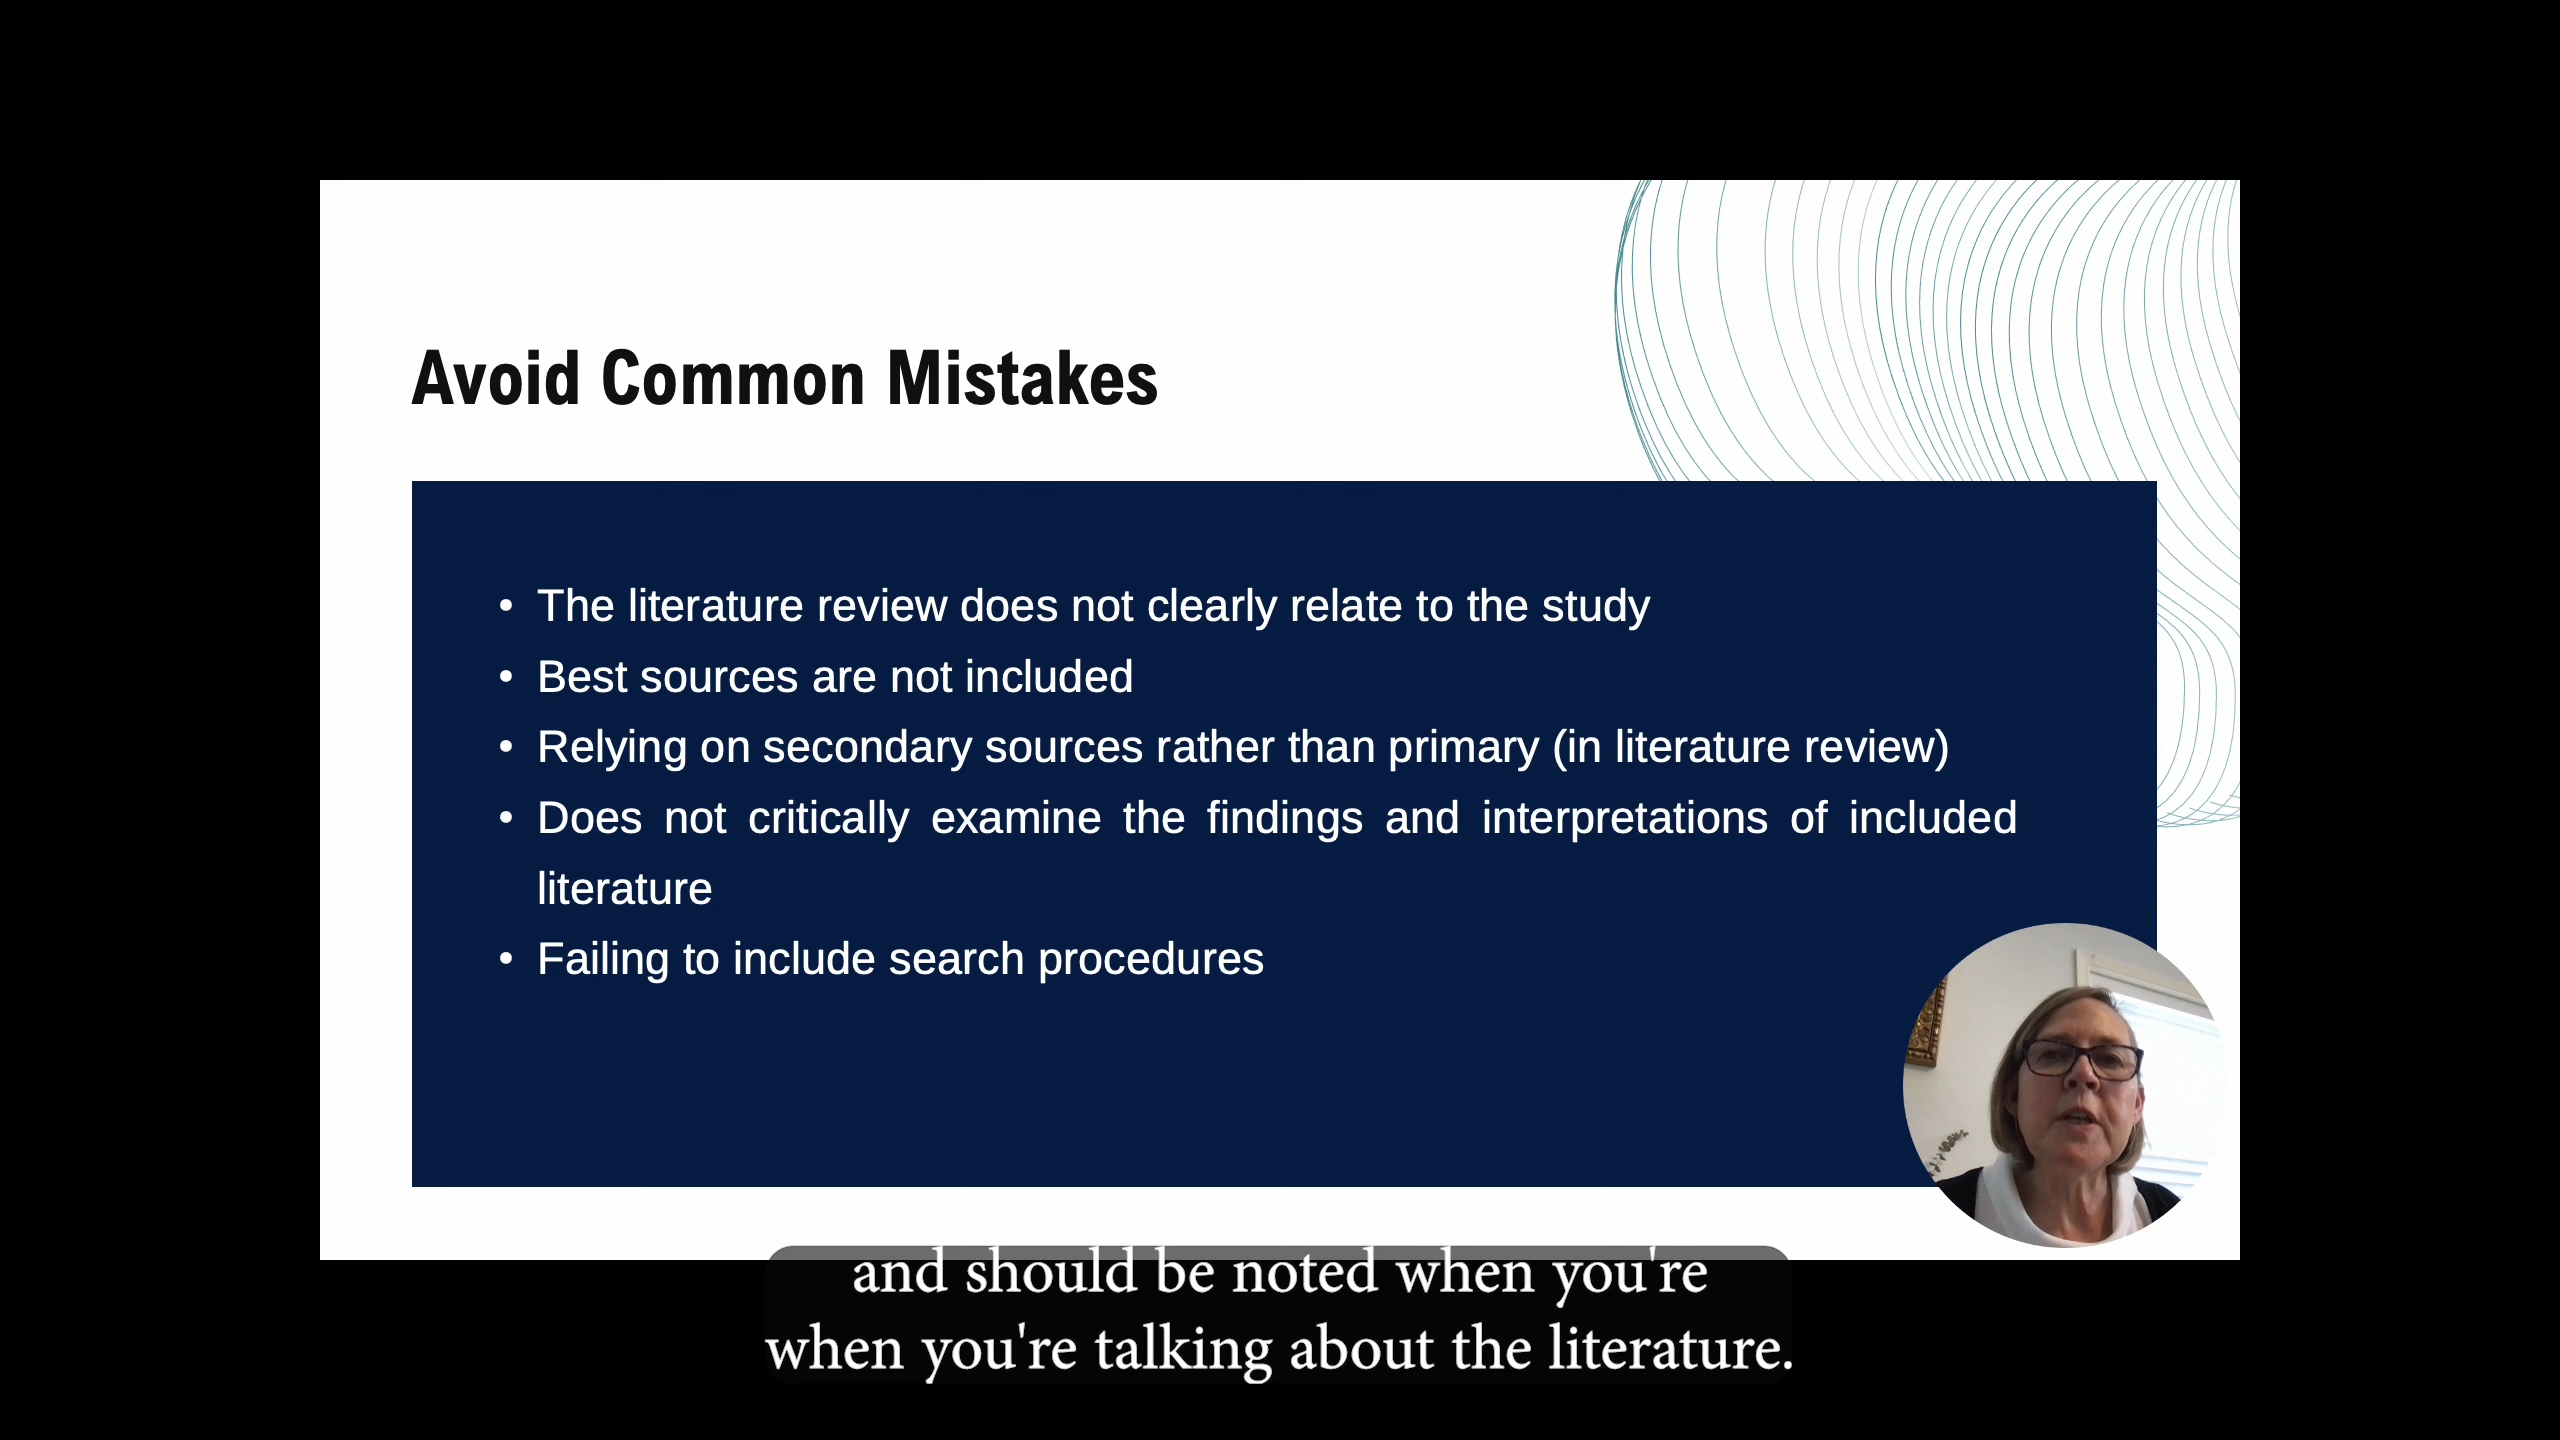 Avoid Common Mistakes
• The literature review does not clearly relate to the study
• Best sources are not included
• Relying on secondary sources rather than primary (in literature review)
• Does not critically examine the findings and interpretations of included
literature
• Failing to include search procedures
and should be noted when you're
when you're talking about the literature.